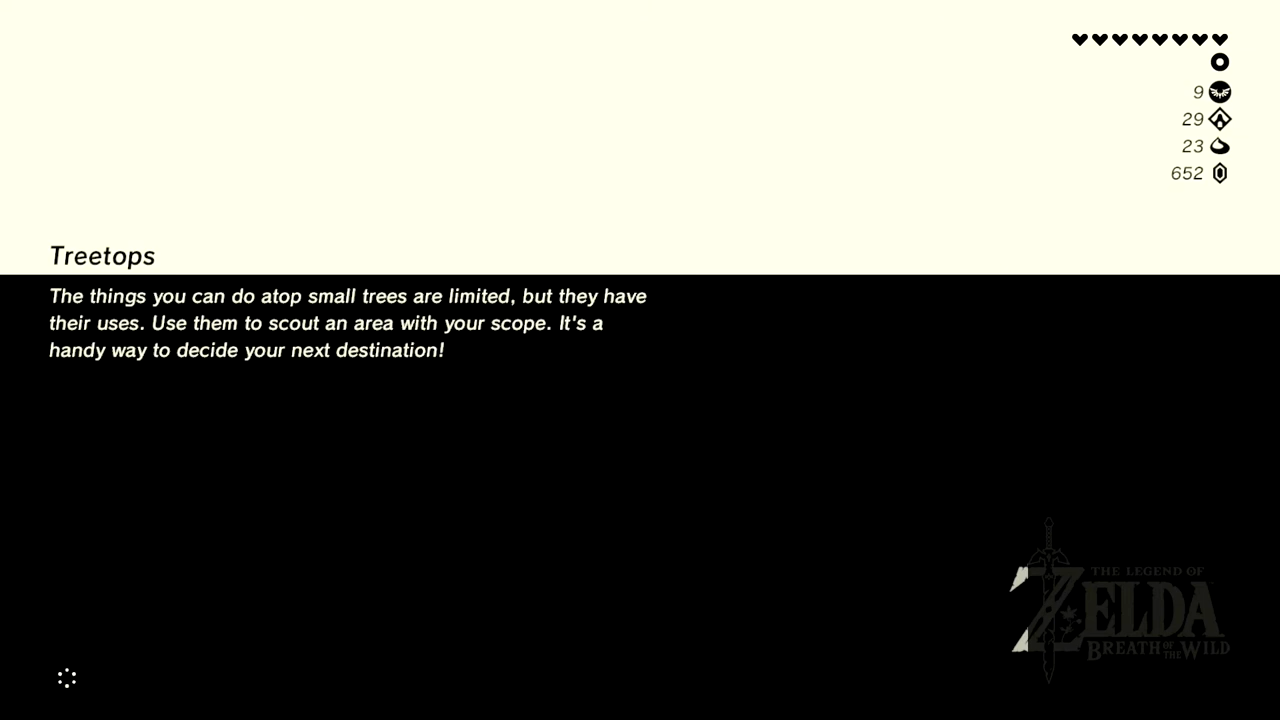 9
29
23
652
Treetops
The things you can do atop small trees are limited, but they have
their uses. Use them to scout an area with your scope. It's a
handy way to decide your next destination!
THE LEGEND OF
ZELDA
BREATH OF THE WILD